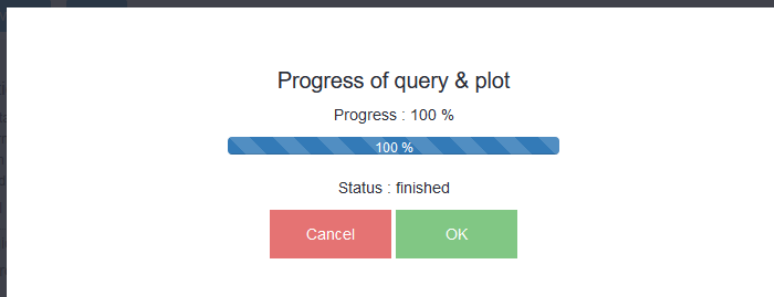 Progress of query & plot
Progress : 100 %
100 %
Status : finished
Cancel OK